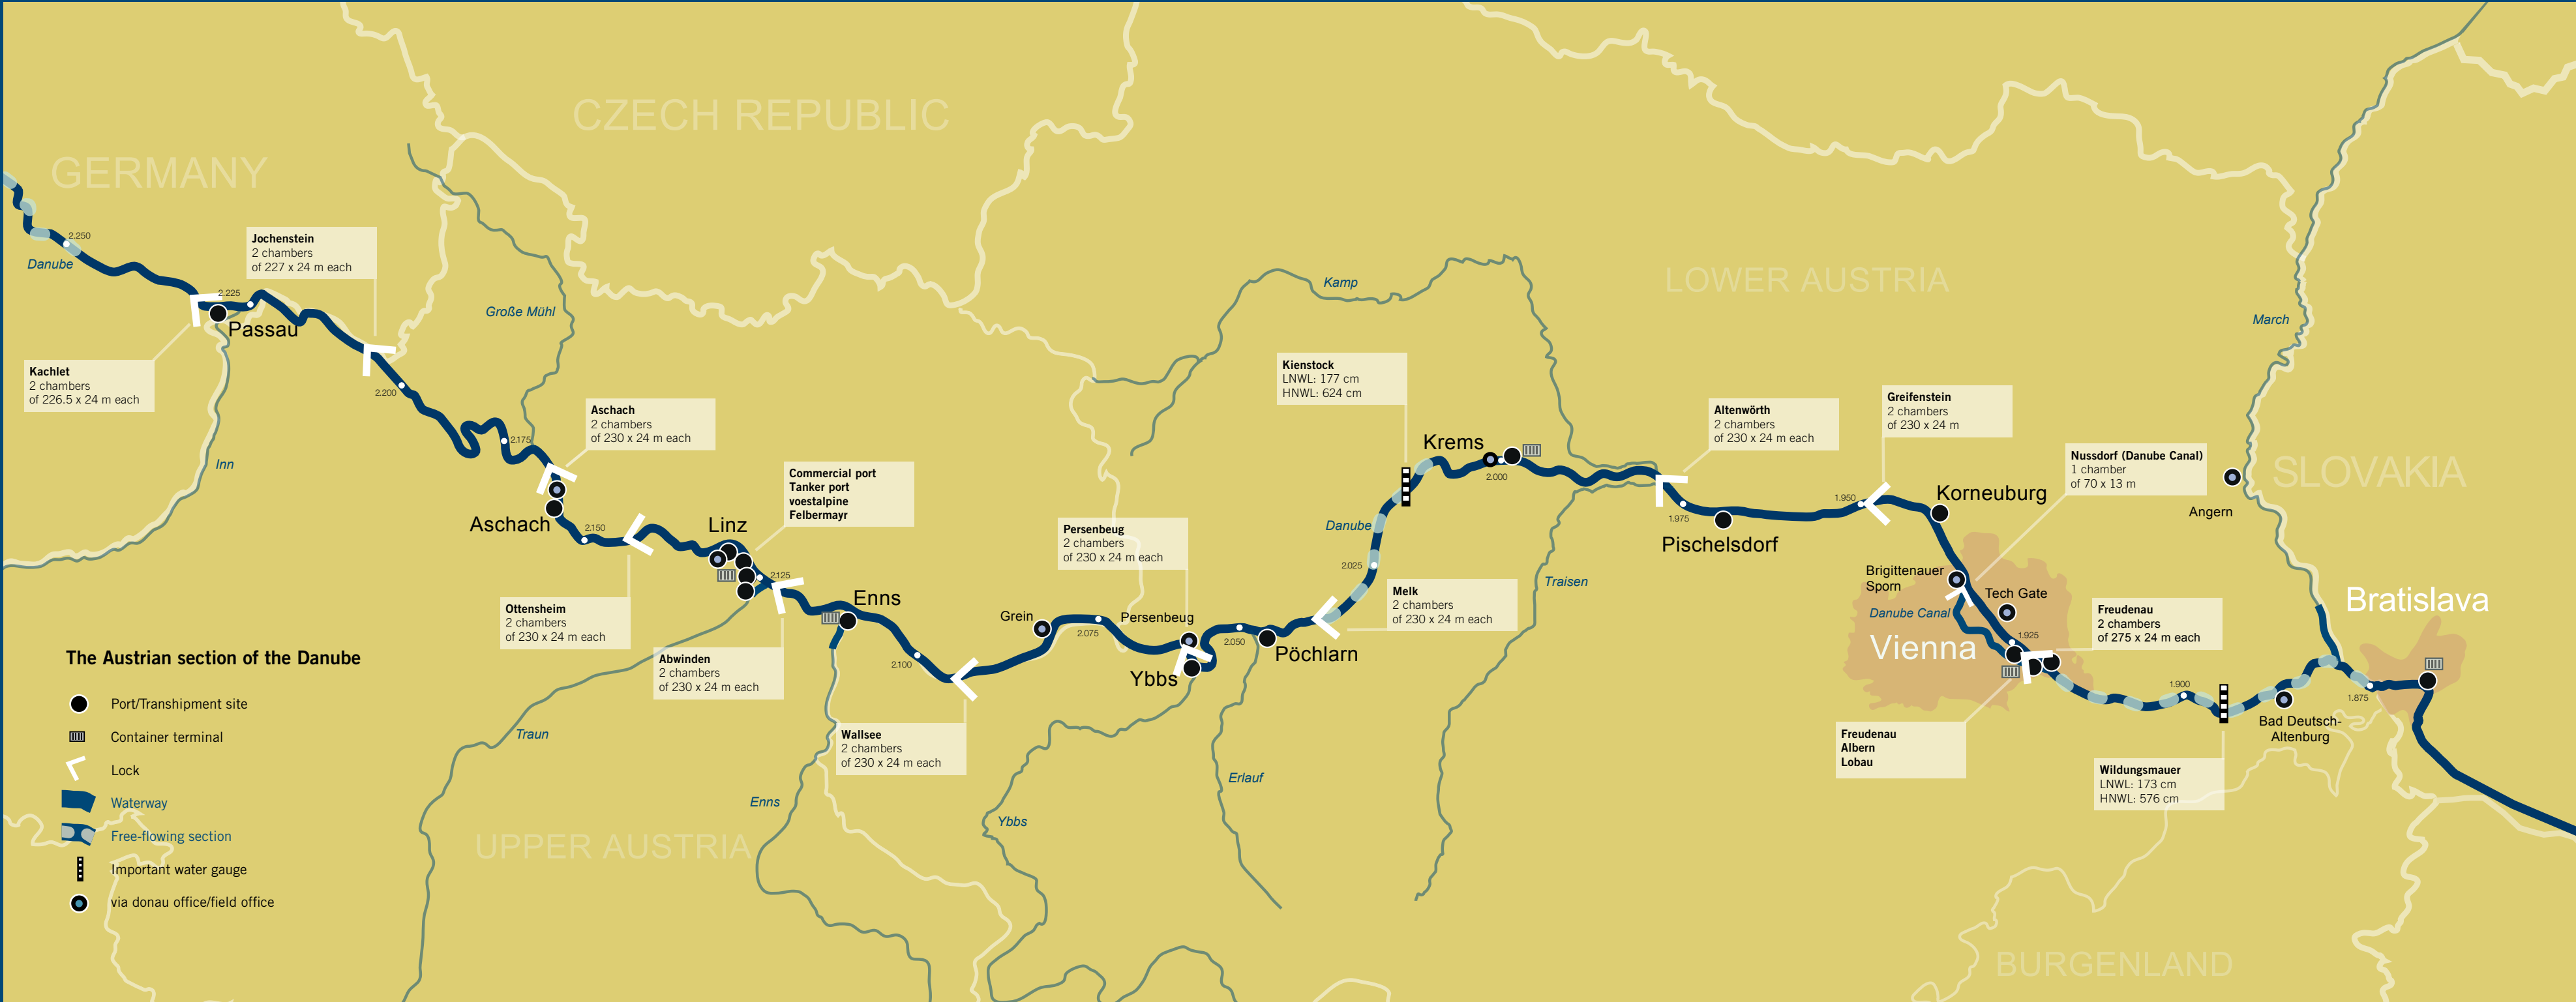 CZECH REPUBLIC
GERMANY
2.250
Danube
Jochenstein
2 chambers
of 227 x 24 m each
2.225
Passau
Kachlet
2 chambers
of 226.5 x 24 m each
Inn
2.200
Große Mühl
2.175
Aschach
2 chambers
of 230 x 24 m each
Aschach
2.150
Ottensheim
2 chambers
of 230 x 24 m each
Linz
Commercial port
Tanker port
voestalpine
Felbermayr
2.125
Abwinden
2 chambers
of 230 x 24 m each
Traun
Enns
Enns
UPPER AUSTRIA
2.100
Wallsee
2 chambers
of 230 x 24 m each
Grein
2.075
Persenbeug
2 chambers
of 230 x 24 m each
Persenbeug
Ybbs
Ybbs
2.050
Pöchlarn
Erlauf
Melk
2 chambers
of 230 x 24 m each
2.025
Danube
Kienstock
LNWL: 177 cm
HNWL: 624 cm
Kamp
Krems
2.000
Traisen
LOWER AUSTRIA
Altenwörth
2 chambers
of 230 x 24 m each
1.975
Pischelsdorf
Greifenstein
2 chambers
of 230 x 24 m
1.950
Korneuburg
Nussdorf (Danube Canal)
1 chamber
of 70 x 13 m
Brigittenauer
Sporn
Tech Gate
Danube Canal
Vienna
1.925
Freudenau
2 chambers
of 275 x 24 m each
Freudenau
Albern
Lobau
1.900
Wildungsmauer
LNWL: 173 cm
HNWL: 576 cm
Bad Deutsch-
Altenburg
1.875
Bratislava
March
SLOVAKIA
Angern
BURGENLAND
The Austrian section of the Danube
Port/Transhipment site
Container terminal
Lock
Waterway
Free-flowing section
Important water gauge
via donau office/field office